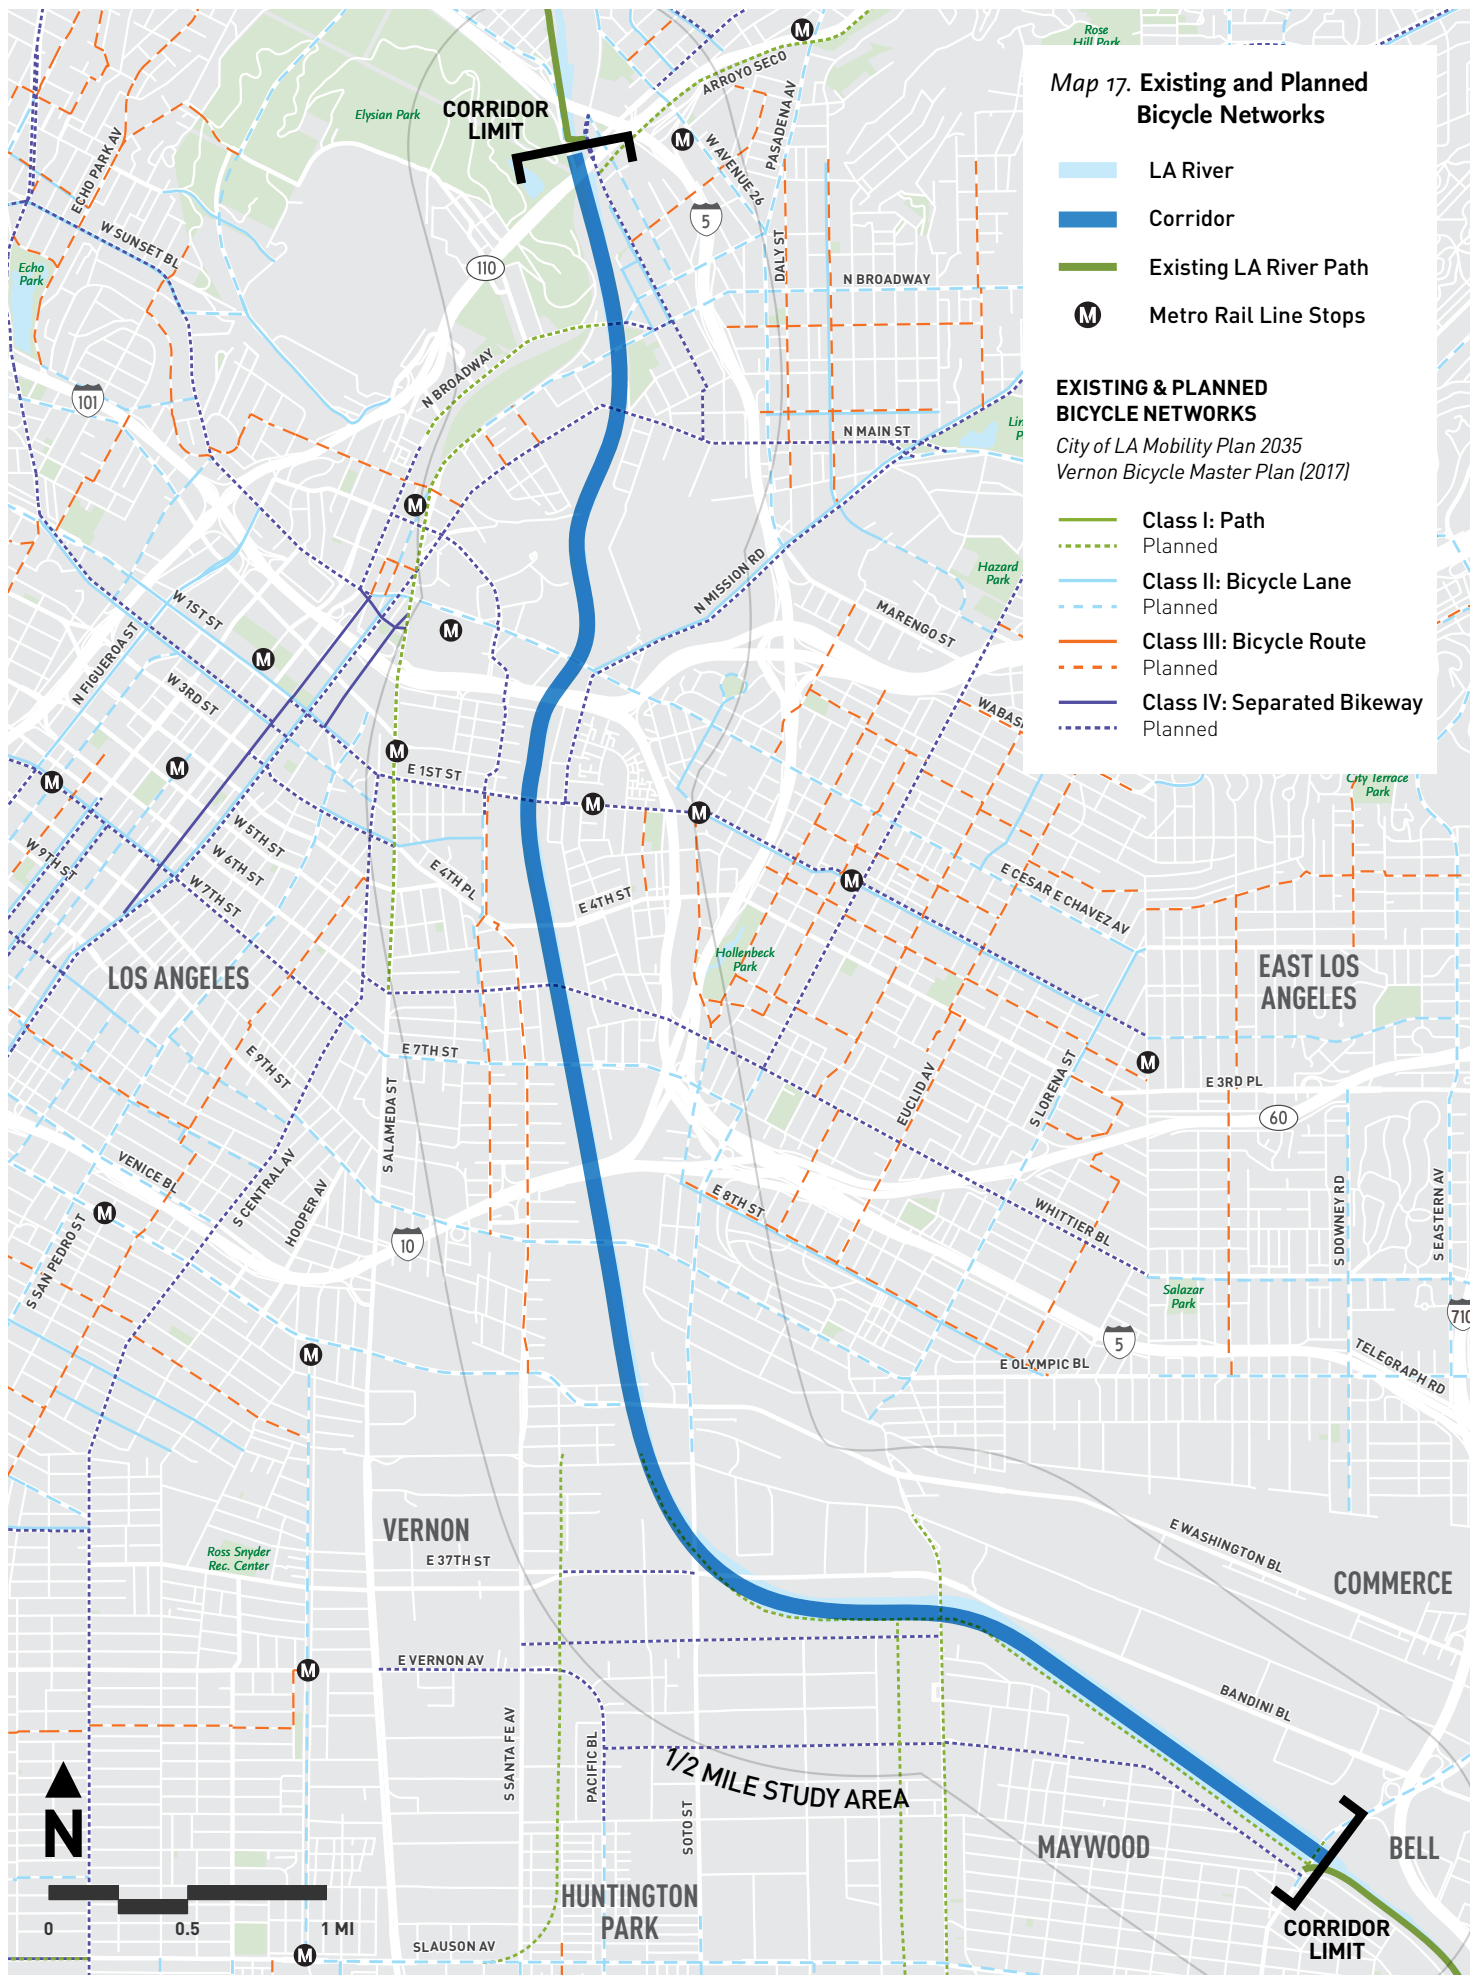 Map 17. Existing and Planned
Bicycle Networks
LA River
Corridor
Existing LA River Path
M
Metro Rail Line Stops
EXISTING & PLANNED
BICYCLE NETWORKS
City of LA Mobility Plan 2035
Vernon Bicycle Master Plan (2017)
Class I: Path
Planned
Class II: Bicycle Lane
Planned
Class III: Bicycle Route
Planned
Class IV: Separated Bikeway
Planned
Rose
Hill Park
M
ARROYO SECO
PASADENA AV
CORRIDOR
LIMIT
Elysian Park
M
W AVENUE 26
ECHO PARK AV
5
W SUNSET BL
DALY ST
110
Echo
Park
N BROADWAY
N BROADWAY
101
N MAIN ST
M
N MISSION RD
Hazard
Park
MARENGO ST
W 1ST ST
M
N FIGUEROA ST
M
W 3RD ST
M
E 1ST ST
M
M
M
M
City Terrace
Park
W 5TH ST
W 6TH ST
W 9TH ST
W 7TH ST
E 4TH PL
E 4TH ST
M
E CESAR E CHAVEZ AV
Hollenbeck
Park
LOS ANGELES
EAST LOS
ANGELES
E 7TH ST
E 9TH ST
M
E 3RD PL
S ALAMEDA ST
EUCLID AV
S LORENA ST
60
VENICE BL
S CENTRAL AV
HOOPER AV
M
S SAN PEDRO ST
E 8TH ST
WHITTIER BL
S DOWNEY RD
S EASTERN AV
10
Salazar
Park
710
5
M
E OLYMPIC BL
TELEGRAPH RD
VERNON
Ross Snyder
Rec. Center
E 37TH ST
E WASHINGTON BL
COMMERCE
E VERNON AV
M
BANDINI BL
S SANTA FE AV
PACIFIC BL
1/2 MILE STUDY AREA
SOTO ST
N
MAYWOOD
BELL
HUNTINGTON
PARK
0 0.5 1 MI
CORRIDOR
LIMIT
SLAUSON AV
M